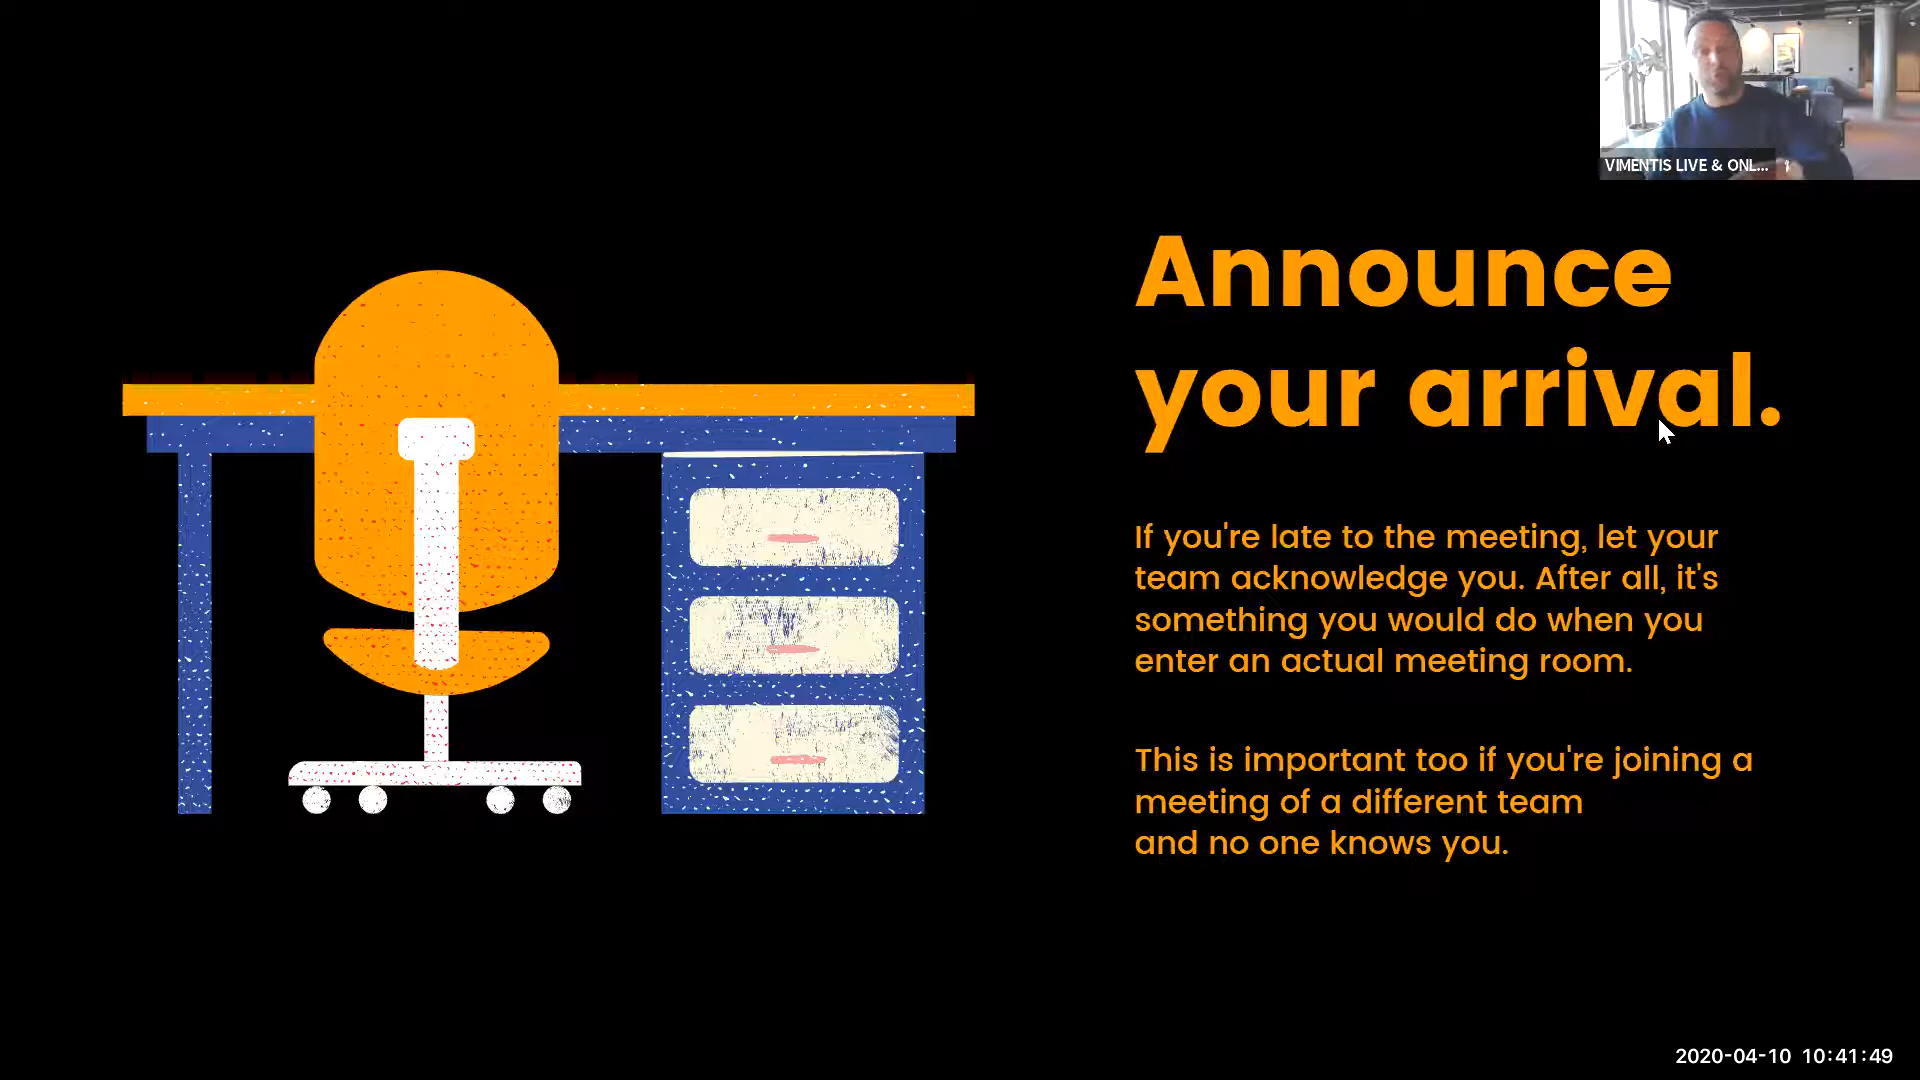 VIMENTIS LIVE & ONL...
Announce
your arrival.
If you're late to the meeting, let your
team acknowledge you. After all, it's
something you would do when you
enter an actual meeting room.
This is important too if you're joining a
meeting of a different team
and no one knows you.
2020-04-10 10:41:49